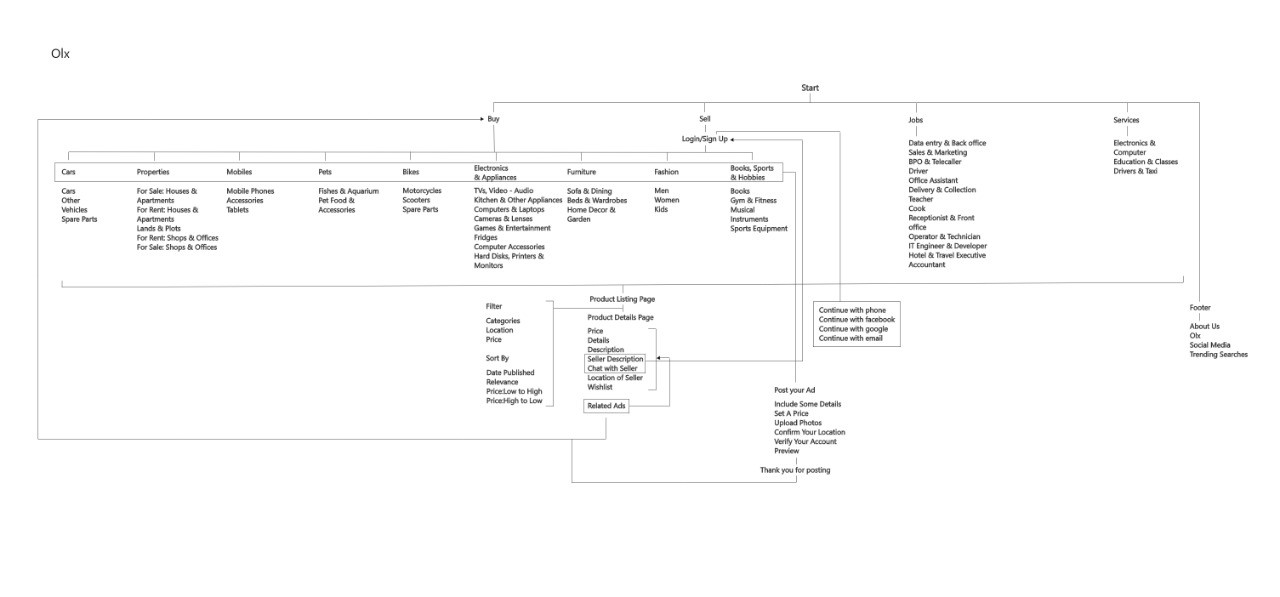 Olx
Start
Buy
Sell
Jobs
Services
Login/Sign Up
Cars
Properties
Mobiles
Pets
Bikes
Electronics
& Appliances
Furniture
Fashion
Books, Sports
& Hobbies
Cars
Other
Vehicles
Spare Parts
For Sale: Houses &
Apartments
For Rent: Houses &
Apartments
Lands & Plots
For Rent: Shops & Offices
For Sale: Shops & Offices
Mobile Phones
Accessories
Tablets
Fishes & Aquarium
Pet Food &
Accessories
Motorcycles
Scooters
Spare Parts
TVs, Video - Audio
Kitchen & Other Appliances
Computers & Laptops
Cameras & Lenses
Games & Entertainment
Fridges
Computer Accessories
Hard Disks, Printers &
Monitors
Sofa & Dining
Beds & Wardrobes
Home Decor &
Garden
Men
Women
Kids
Books
Gym & Fitness
Musical
Instruments
Sports Equipment
Data entry & Back office
Sales & Marketing
BPO & Telecaller
Driver
Office Assistant
Delivery & Collection
Teacher
Cook
Receptionist & Front
office
Operator & Technician
IT Engineer & Developer
Hotel & Travel Executive
Accountant
Electronics &
Computer
Education & Classes
Drivers & Taxi
Product Listing Page
Filter
Categories
Location
Price
Sort By
Date Published
Relevance
Price:Low to High
Price:High to Low
Product Details Page
Price
Details
Description
Seller Description
Chat with Seller
Location of Seller
Wishlist
Related Ads
Continue with phone
Continue with facebook
Continue with google
Continue with email
Post your Ad
Include Some Details
Set A Price
Upload Photos
Confirm Your Location
Verify Your Account
Preview
Thank you for posting
Footer
About Us
Olx
Social Media
Trending Searches